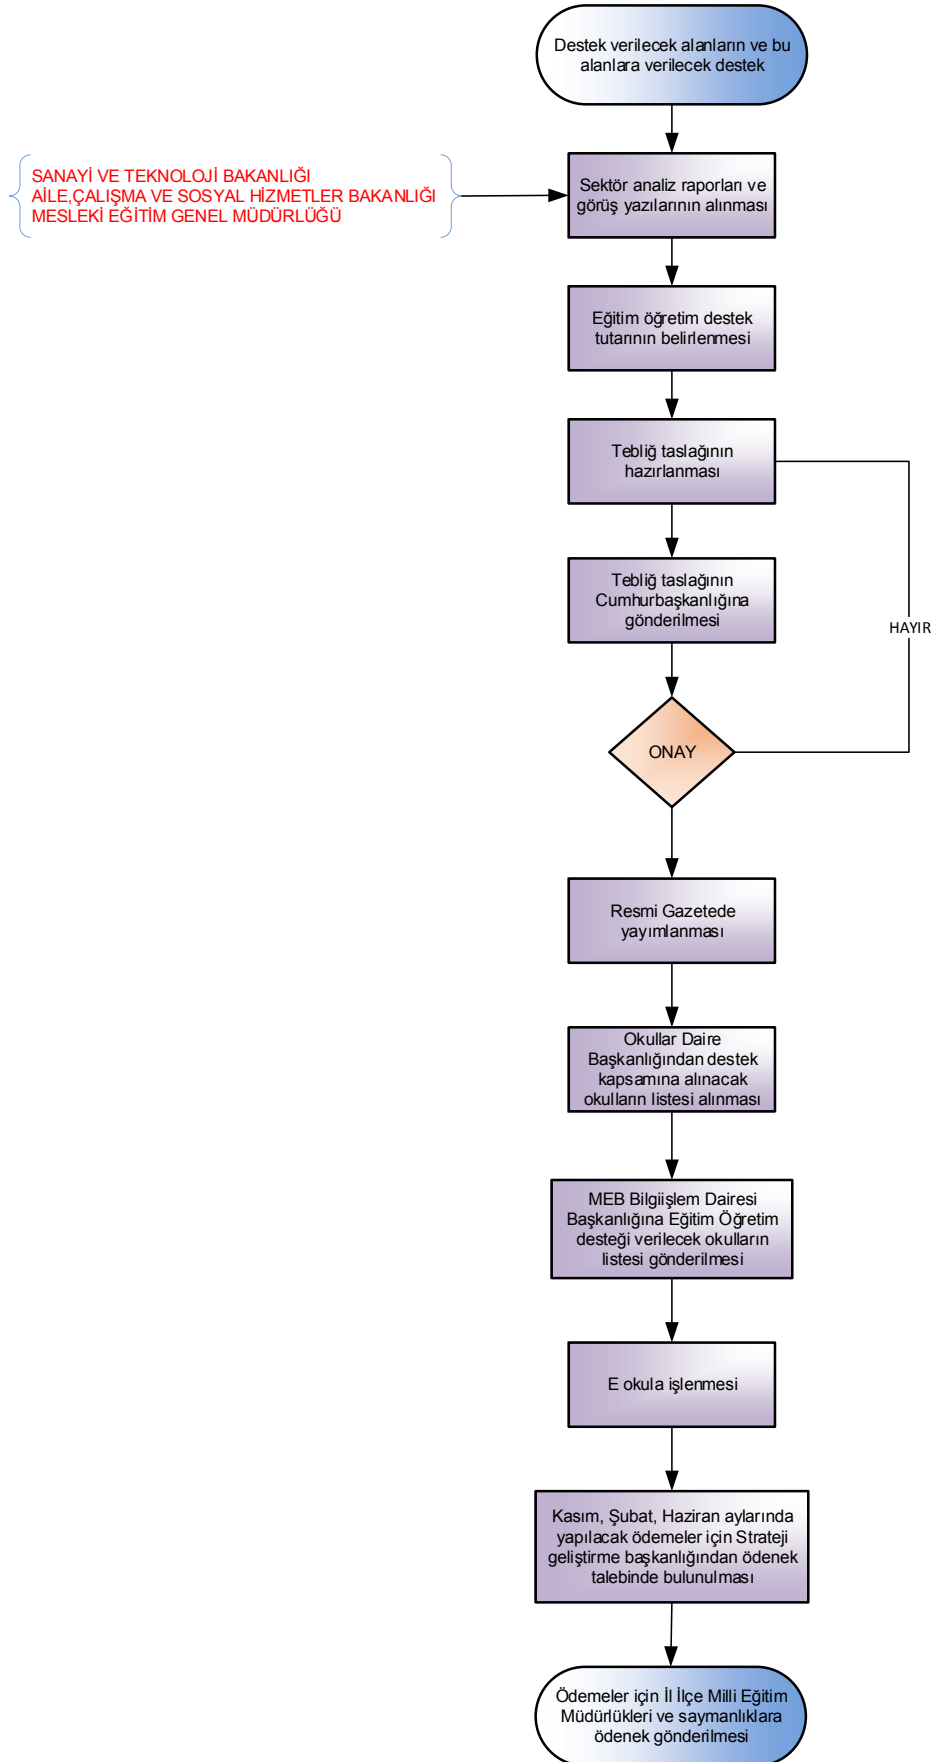 Destek verilecek alanların ve bu
alanlara verilecek destek
SANAYİ VE TEKNOLOJİ BAKANLIĞI
AİLE,ÇALIŞMA VE SOSYAL HİZMETLER BAKANLIĞI
MESLEKİ EĞİTİM GENEL MÜDÜRLÜĞÜ
Sektör analiz raporları ve
görüş yazılarının alınması
Eğitim öğretim destek
tutarının belirlenmesi
Tebliğ taslağının
hazırlanması
Tebliğ taslağının
Cumhurbaşkanlığına
gönderilmesi
HAYIR
ONAY
Resmi Gazetede
yayımlanması
Okullar Daire
Başkanlığından destek
kapsamına alınacak
okulların listesi alınması
MEB Bilgiişlem Dairesi
Başkanlığına Eğitim Öğretim
desteği verilecek okulların
listesi gönderilmesi
E okula işlenmesi
Kasım, Şubat, Haziran aylarında
yapılacak ödemeler için Strateji
geliştirme başkanlığından ödenek
talebinde bulunulması
Ödemeler için İl İlçe Milli Eğitim
Müdürlükleri ve saymanlıklara
ödenek gönderilmesi